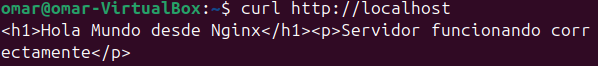 omar@omar-VirtualBox:~$ curl http://localhost
<h1>Hola Mundo desde Nginx</h1><p>Servidor funcionando corr
ectamente</p>